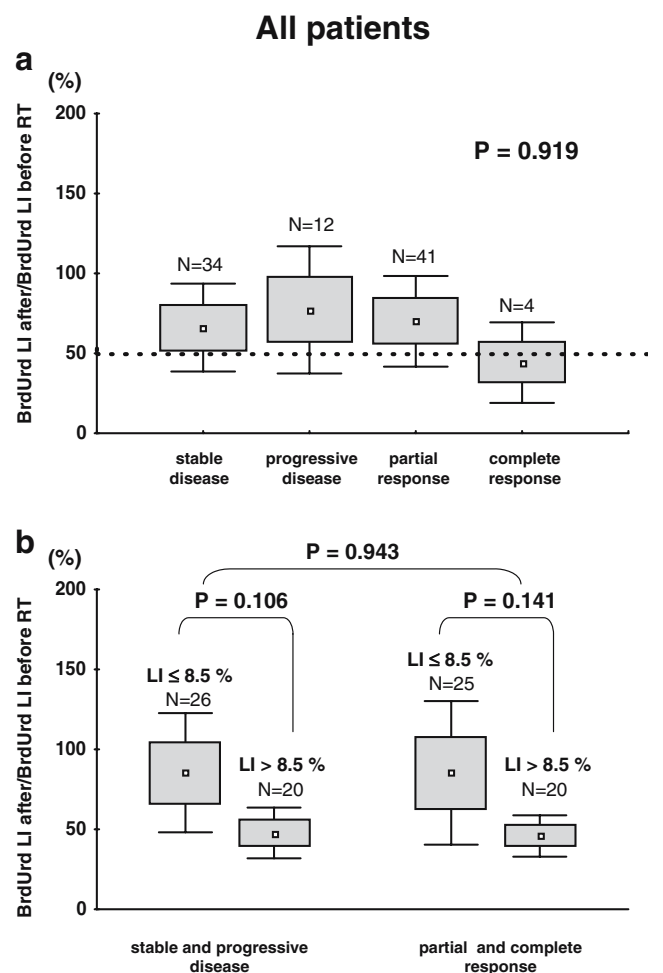 All patients
a
(%)
BrdUrd LI after/BrdUrd LI before RT
200
150
100
50
0
P = 0.919
N=34
N=12
N=41
N=4
stable
disease
progressive
disease
partial
response
complete
response
b
(%)
BrdUrd LI after/BrdUrd LI before RT
200
150
100
50
0
P = 0.943
P = 0.106
P = 0.141
LI ≤ 8.5 %
N=26
LI > 8.5 %
N=20
LI ≤ 8.5 %
N=25
LI > 8.5 %
N=20
stable and progressive
disease
partial and complete
response